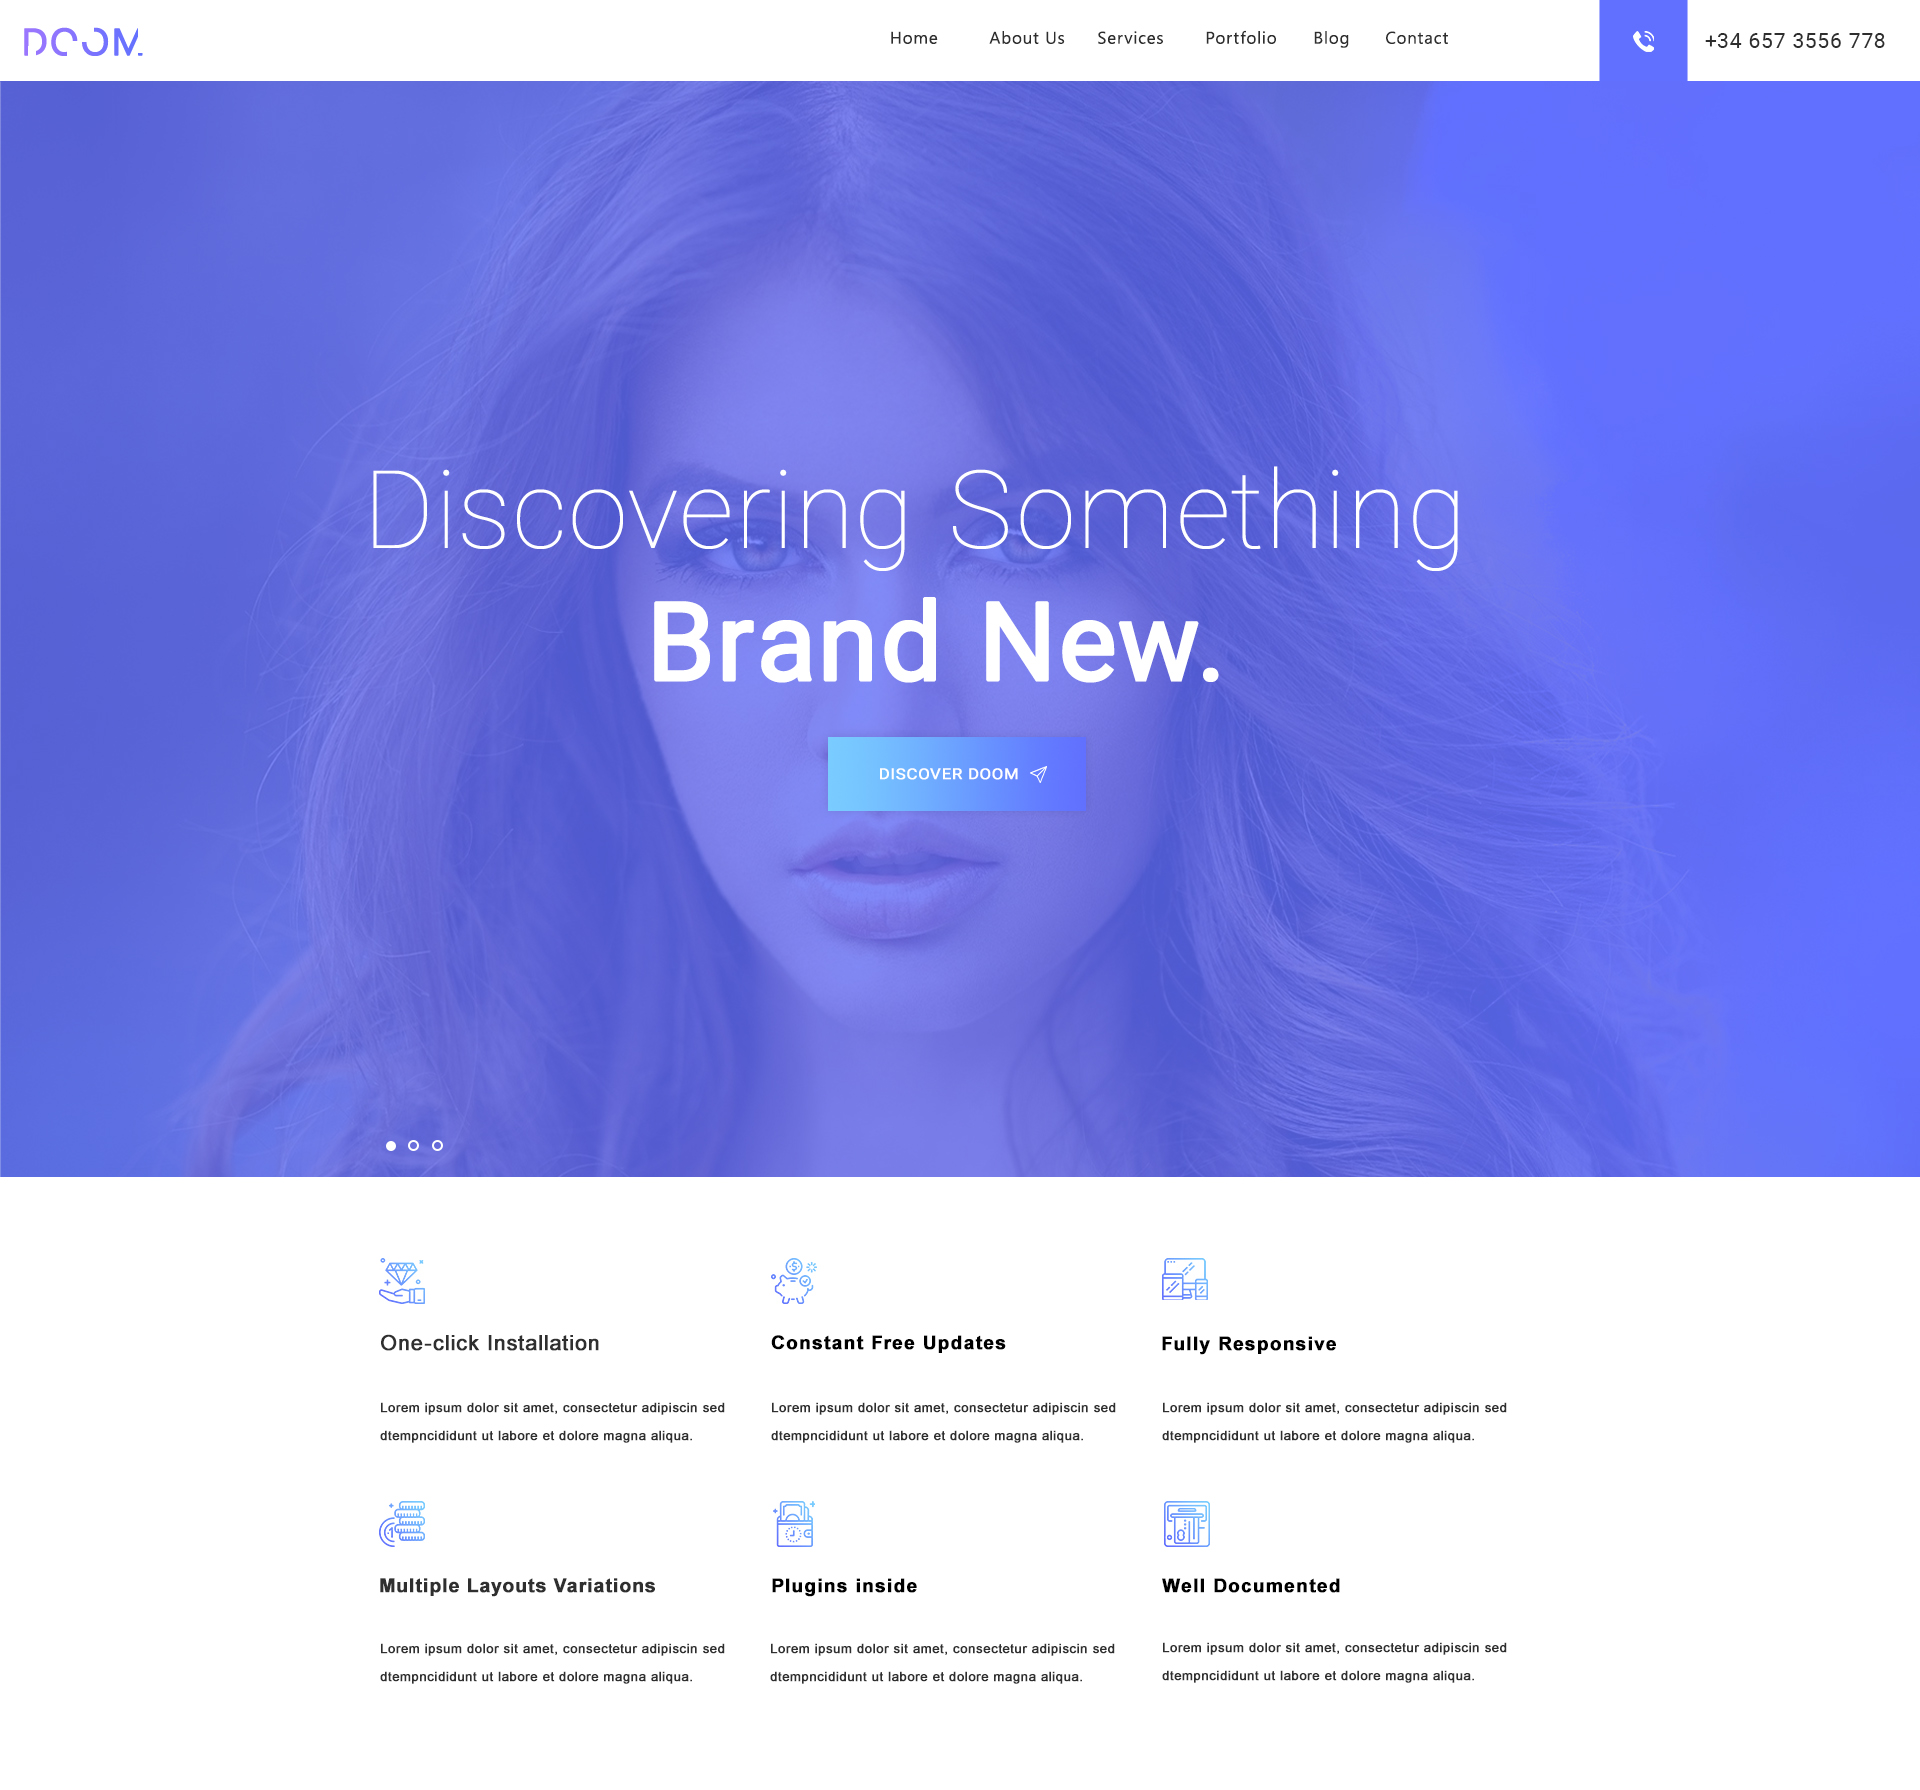 DOOM.
Home About Us Services Portfolio Blog Contact
+34 657 3556 778
Discovering Something
Brand New.
DISCOVER DOOM
One-click Installation
Lorem ipsum dolor sit amet, consectetur adipiscin sed
dtempncididunt ut labore et dolore magna aliqua.
Constant Free Updates
Lorem ipsum dolor sit amet, consectetur adipiscin sed
dtempncididunt ut labore et dolore magna aliqua.
Fully Responsive
Lorem ipsum dolor sit amet, consectetur adipiscin sed
dtempncididunt ut labore et dolore magna aliqua.
Multiple Layouts Variations
Lorem ipsum dolor sit amet, consectetur adipiscin sed
dtempncididunt ut labore et dolore magna aliqua.
Plugins inside
Lorem ipsum dolor sit amet, consectetur adipiscin sed
dtempncididunt ut labore et dolore magna aliqua.
Well Documented
Lorem ipsum dolor sit amet, consectetur adipiscin sed
dtempncididunt ut labore et dolore magna aliqua.